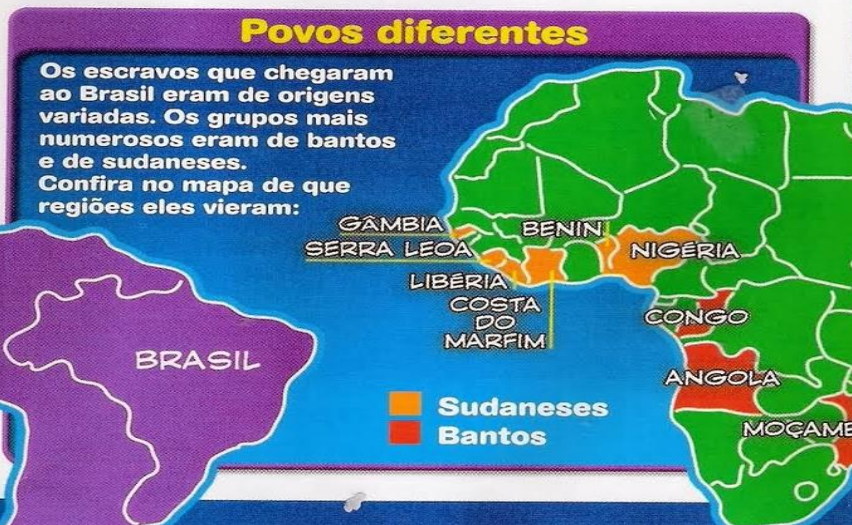 Povos diferentes
Os escravos que chegaram
ao Brasil eram de origens
variadas. Os grupos mais
numerosos eram de bantos
e de sudaneses.
Confira no mapa de que
regiões eles vieram:
GÂMBIA
SERRA LEOA
BENIN
NIGÉRIA
LIBÉRIA
COSTA
DO
MARFIM
CONGO
BRASIL
ANGOLA
MOÇAMB
Sudaneses
Bantos